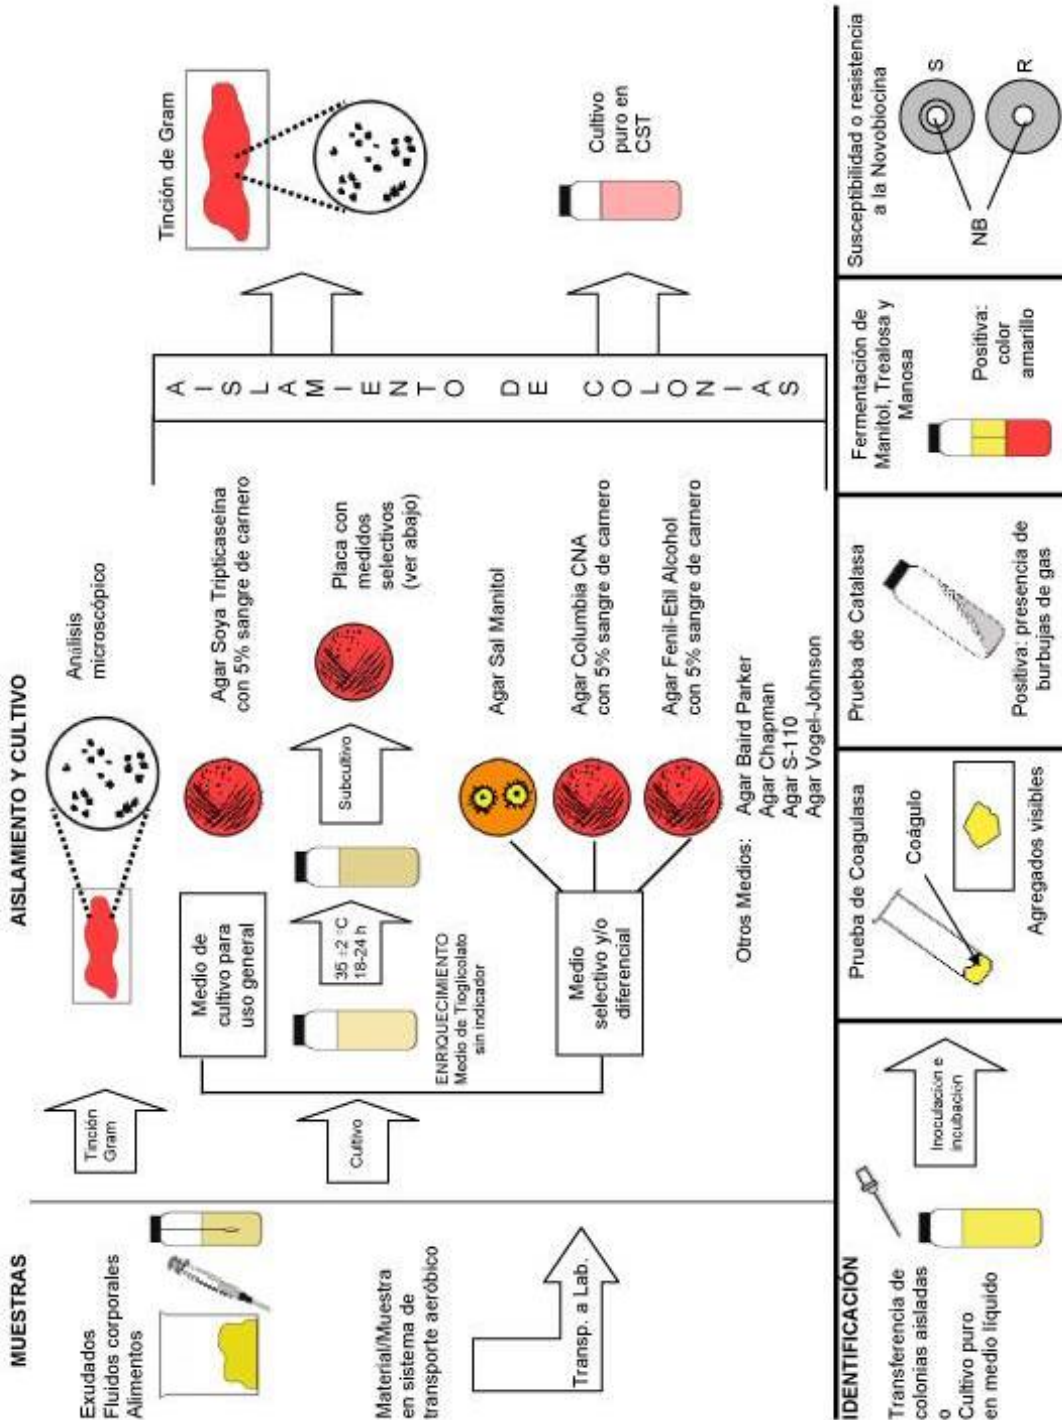 MUESTRAS
Exudados
Fluidos corporales
Alimentos
Material/Muestra
en sistema de
transporte aeróbico
Transp. a Lab.
AISLAMIENTO Y CULTIVO
Tinción
Gram
Análisis
microscópico
Cultivo
Medio de
cultivo para
uso general
Agar Soya Tripticaseína
con 5% sangre de carnero
35 ±2 °C
18-24 h
ENRIQUECIMIENTO
Medio de Tioglicolato
sin indicador
Subcultivo
Placa con
medidos
selectivos
(ver abajo)
Medio
selectivo y/o
diferencial
Agar Sal Manitol
Agar Columbia CNA
con 5% sangre de carnero
Agar Fenil-Etil Alcohol
con 5% sangre de carnero
Otros Medios:
Agar Baird Parker
Agar Chapman
Agar S-110
Agar Vogel-Johnson
AISLAMIENTO DE COLONIAS
Tinción de Gram
Cultivo
puro en
CST
IDENTIFICACIÓN
Transferencia de
colonias aisladas
o
Cultivo puro
en medio líquido
Inoculación e
incubación
Prueba de Coagulasa
Coágulo
Agregados visibles
Prueba de Catalasa
Positiva: presencia de
burbujas de gas
Fermentación de
Manitol, Trealosa y
Manosa
Positiva:
color
amarillo
Susceptibilidad o resistencia
a la Novobiocina
NB
S
R